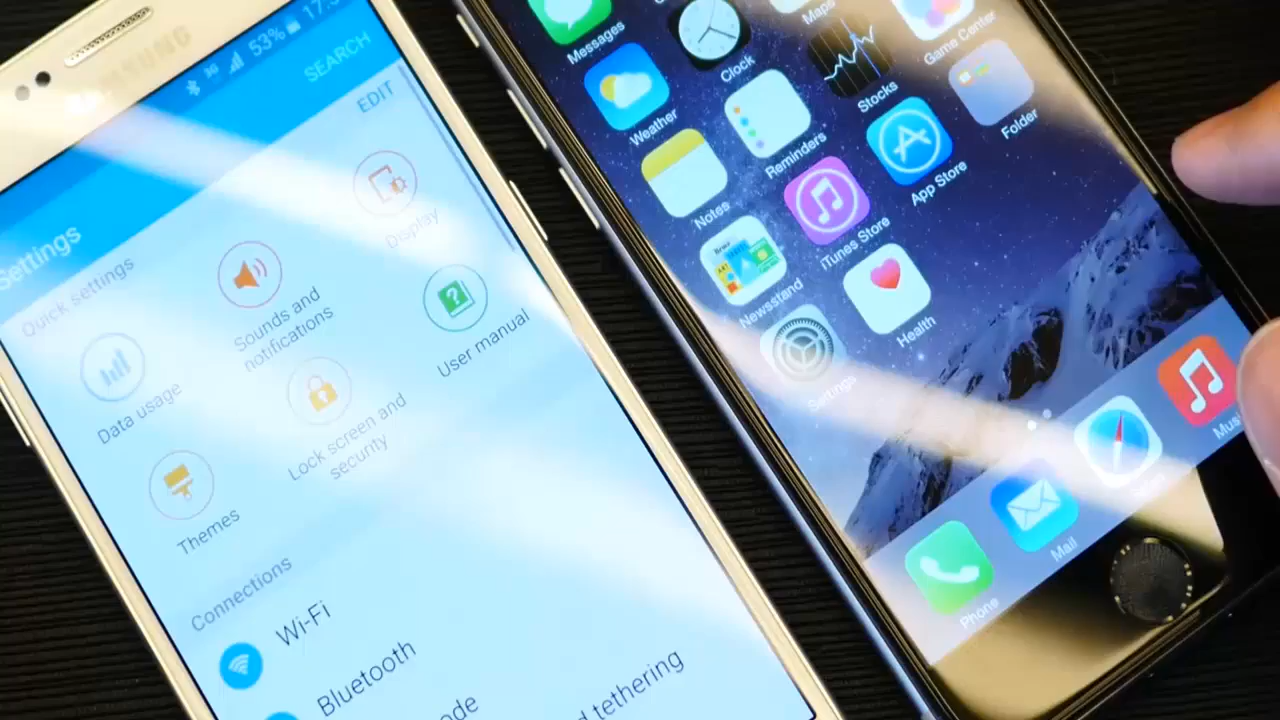 SAMSUNG
3G
53%
SEARCH
Settings
EDIT
Quick settings
Data usage
Sounds and
notifications
Display
Themes
Lock screen and
security
User manual
Connections
Wi-Fi
Bluetooth
tethering
Messages
Clock
Maps
Game Center
Weather
Reminders
Stocks
Folder
Notes
iTunes Store
App Store
Newsstand
Health
Settings
Phone
Mail